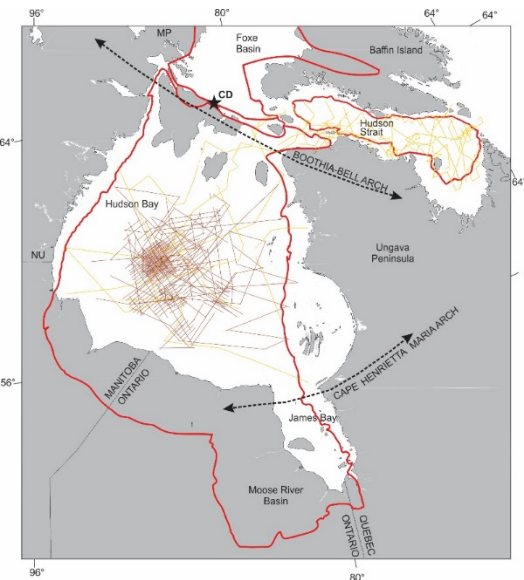 96°
80°
64°
64°
MP
Foxe
Basin
Baffin Island
CD
Hudson
Strait
64°
BOOTHIA-BELL ARCH
64°
Hudson Bay
NU
Ungava
Peninsula
56°
MANITOBA
ONTARIO
CAPE HENRIETTA MARIA ARCH
James Bay
Moose River
Basin
ONTARIO
QUEBEC
96°
80°